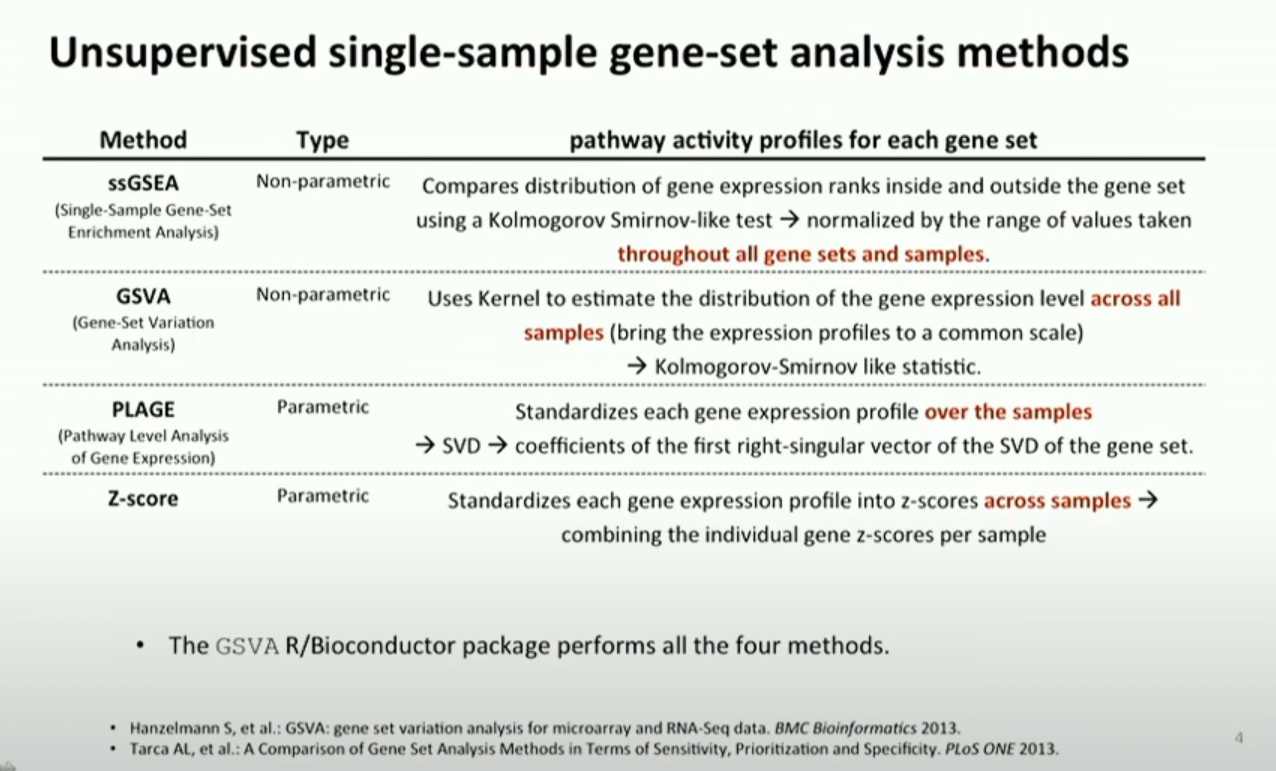 Unsupervised single-sample gene-set analysis methods
Method Type pathway activity profiles for each gene set
ssGSEA
(Single-Sample Gene-Set
Enrichment Analysis)
Non-parametric
Compares distribution of gene expression ranks inside and outside the gene set
using a Kolmogorov Smirnov-like test → normalized by the range of values taken
throughout all gene sets and samples.
GSVA
(Gene-Set Variation
Analysis)
Non-parametric
Uses Kernel to estimate the distribution of the gene expression level across all
samples (bring the expression profiles to a common scale)
→ Kolmogorov-Smirnov like statistic.
PLAGE
(Pathway Level Analysis
of Gene Expression)
Parametric
Standardizes each gene expression profile over the samples
→ SVD → coefficients of the first right-singular vector of the SVD of the gene set.
Z-score
Parametric
Standardizes each gene expression profile into z-scores across samples →
combining the individual gene z-scores per sample
• The GSVA R/Bioconductor package performs all the four methods.
• Hanzelmann S, et al.: GSVA: gene set variation analysis for microarray and RNA-Seq data. BMC Bioinformatics 2013.
• Tarca AL, et al.: A Comparison of Gene Set Analysis Methods in Terms of Sensitivity, Prioritization and Specificity. PLoS ONE 2013.
4